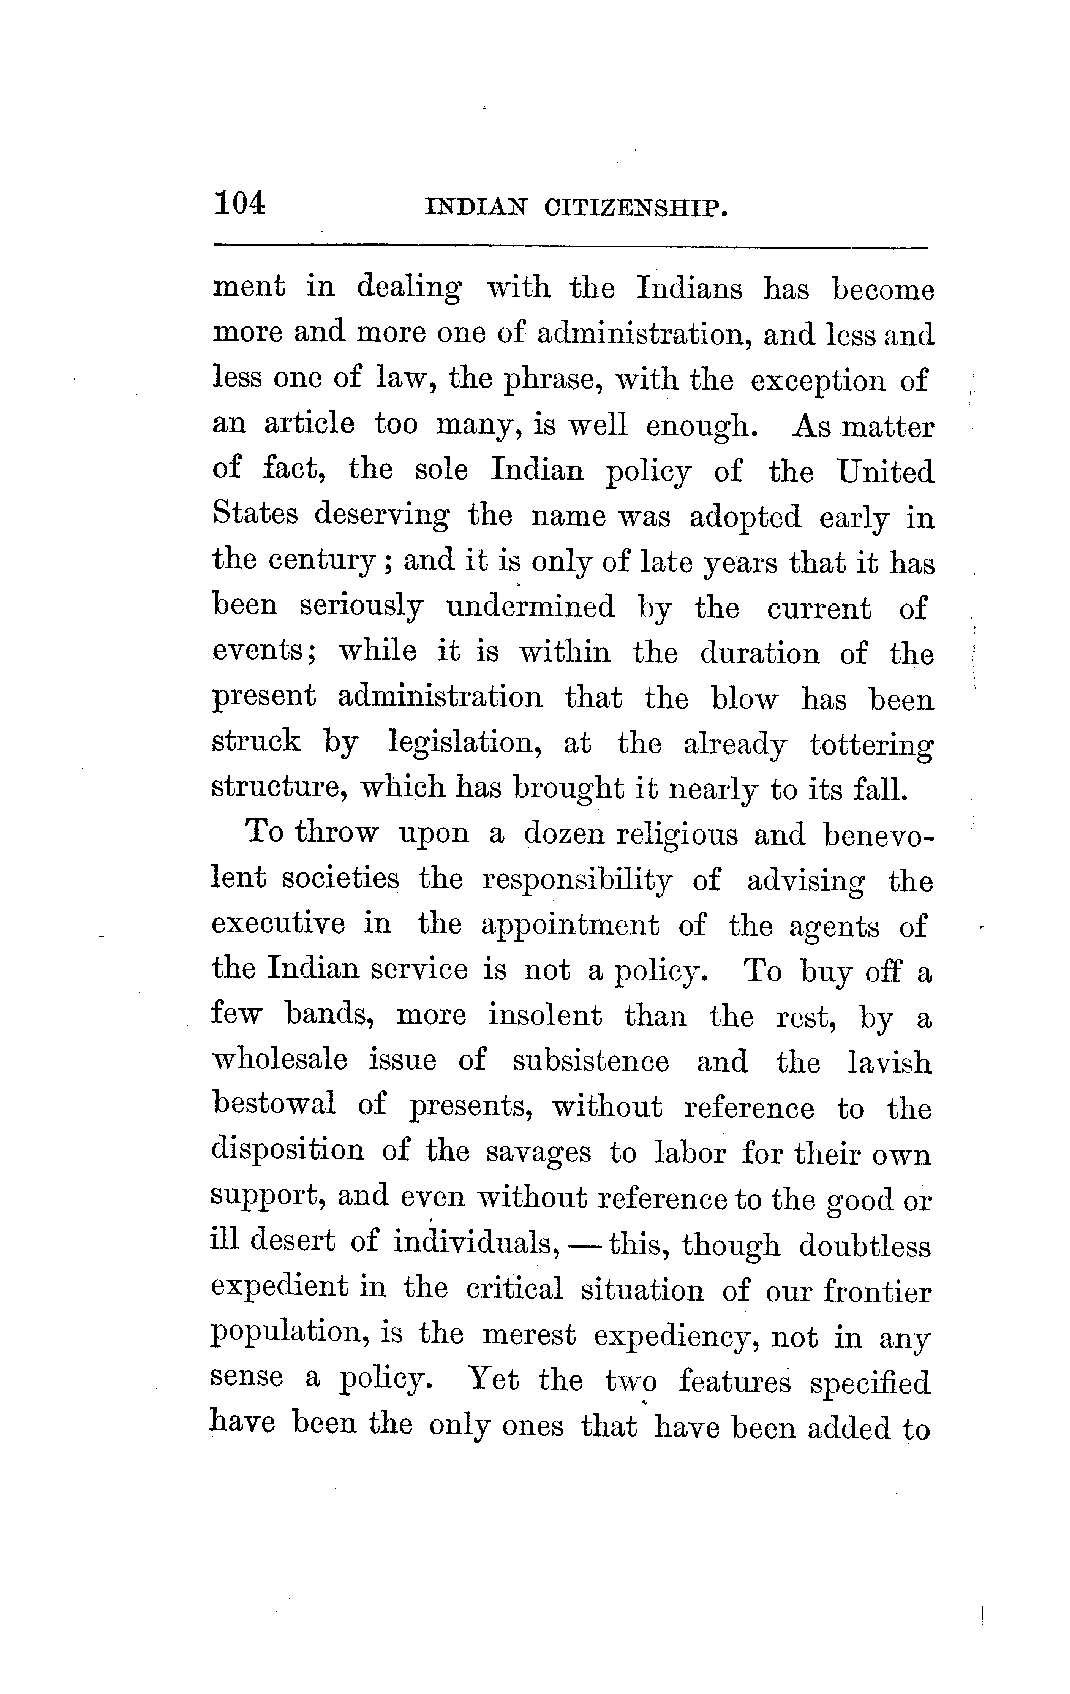 104 INDIAN CITIZENSHIP.
ment in dealing with the Indians has become
more and more one of administration, and less and
less one of law, the phrase, with the exception of
an article too many, is well enough. As matter
of fact, the sole Indian policy of the United
States deserving the name was adopted early in
the century; and it is only of late years that it has
been seriously undermined by the current of
events; while it is within the duration of the
present administration that the blow has been
struck by legislation, at the already tottering
structure, which has brought it nearly to its fall.
To throw upon a dozen religious and benevo-
lent societies the responsibility of advising the
executive in the appointment of the agents of
the Indian service is not a policy. To buy off a
few bands, more insolent than the rest, by a
wholesale issue of subsistence and the lavish
bestowal of presents, without reference to the
disposition of the savages to labor for their own
support, and even without reference to the good or
ill desert of individuals, — this, though doubtless
expedient in the critical situation of our frontier
population, is the merest expediency, not in any
sense a policy. Yet the two features specified
have been the only ones that have been added to